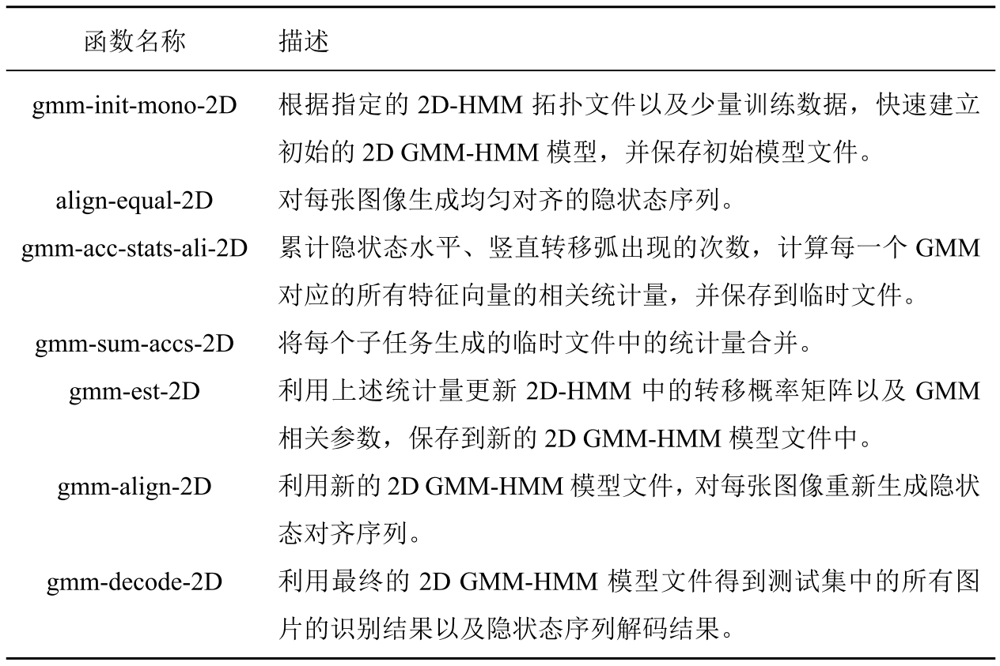 函数名称 描述
gmm-init-mono-2D 根据指定的 2D-HMM 拓扑文件以及少量训练数据，快速建立
初始的 2D GMM-HMM 模型，并保存初始模型文件。
align-equal-2D 对每张图像生成均匀对齐的隐状态序列。
gmm-acc-stats-ali-2D 累计隐状态水平、竖直转移弧出现的次数，计算每一个 GMM
对应的所有特征向量的相关统计量，并保存到临时文件。
gmm-sum-accs-2D 将每个子任务生成的临时文件中的统计量合并。
gmm-est-2D 利用上述统计量更新 2D-HMM 中的转移概率矩阵以及 GMM
相关参数，保存到新的 2D GMM-HMM 模型文件中。
gmm-align-2D 利用新的 2D GMM-HMM 模型文件，对每张图像重新生成隐状
态对齐序列。
gmm-decode-2D 利用最终的 2D GMM-HMM 模型文件得到测试集中的所有图
片的识别结果以及隐状态序列解码结果。